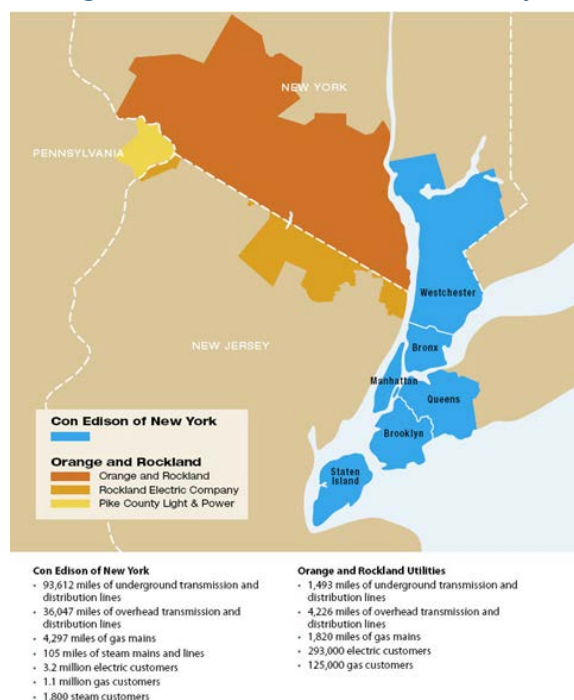 NEW YORK
PENNSYLVANIA
Westchester
NEW JERSEY
Bronx
Manhattan
Queens
Brooklyn
Staten
Island
Con Edison of New York
Orange and Rockland
Orange and Rockland
Rockland Electric Company
Pike County Light & Power
Con Edison of New York
• 93,612 miles of underground transmission and
distribution lines
• 36,047 miles of overhead transmission and
distribution lines
• 4,297 miles of gas mains
• 105 miles of steam mains and lines
• 3.2 million electric customers
• 1.1 million gas customers
• 1,800 steam customers
Orange and Rockland Utilities
• 1,493 miles of underground transmission and
distribution lines
• 4,226 miles of overhead transmission and
distribution lines
• 1,820 miles of gas mains
• 293,000 electric customers
• 125,000 gas customers